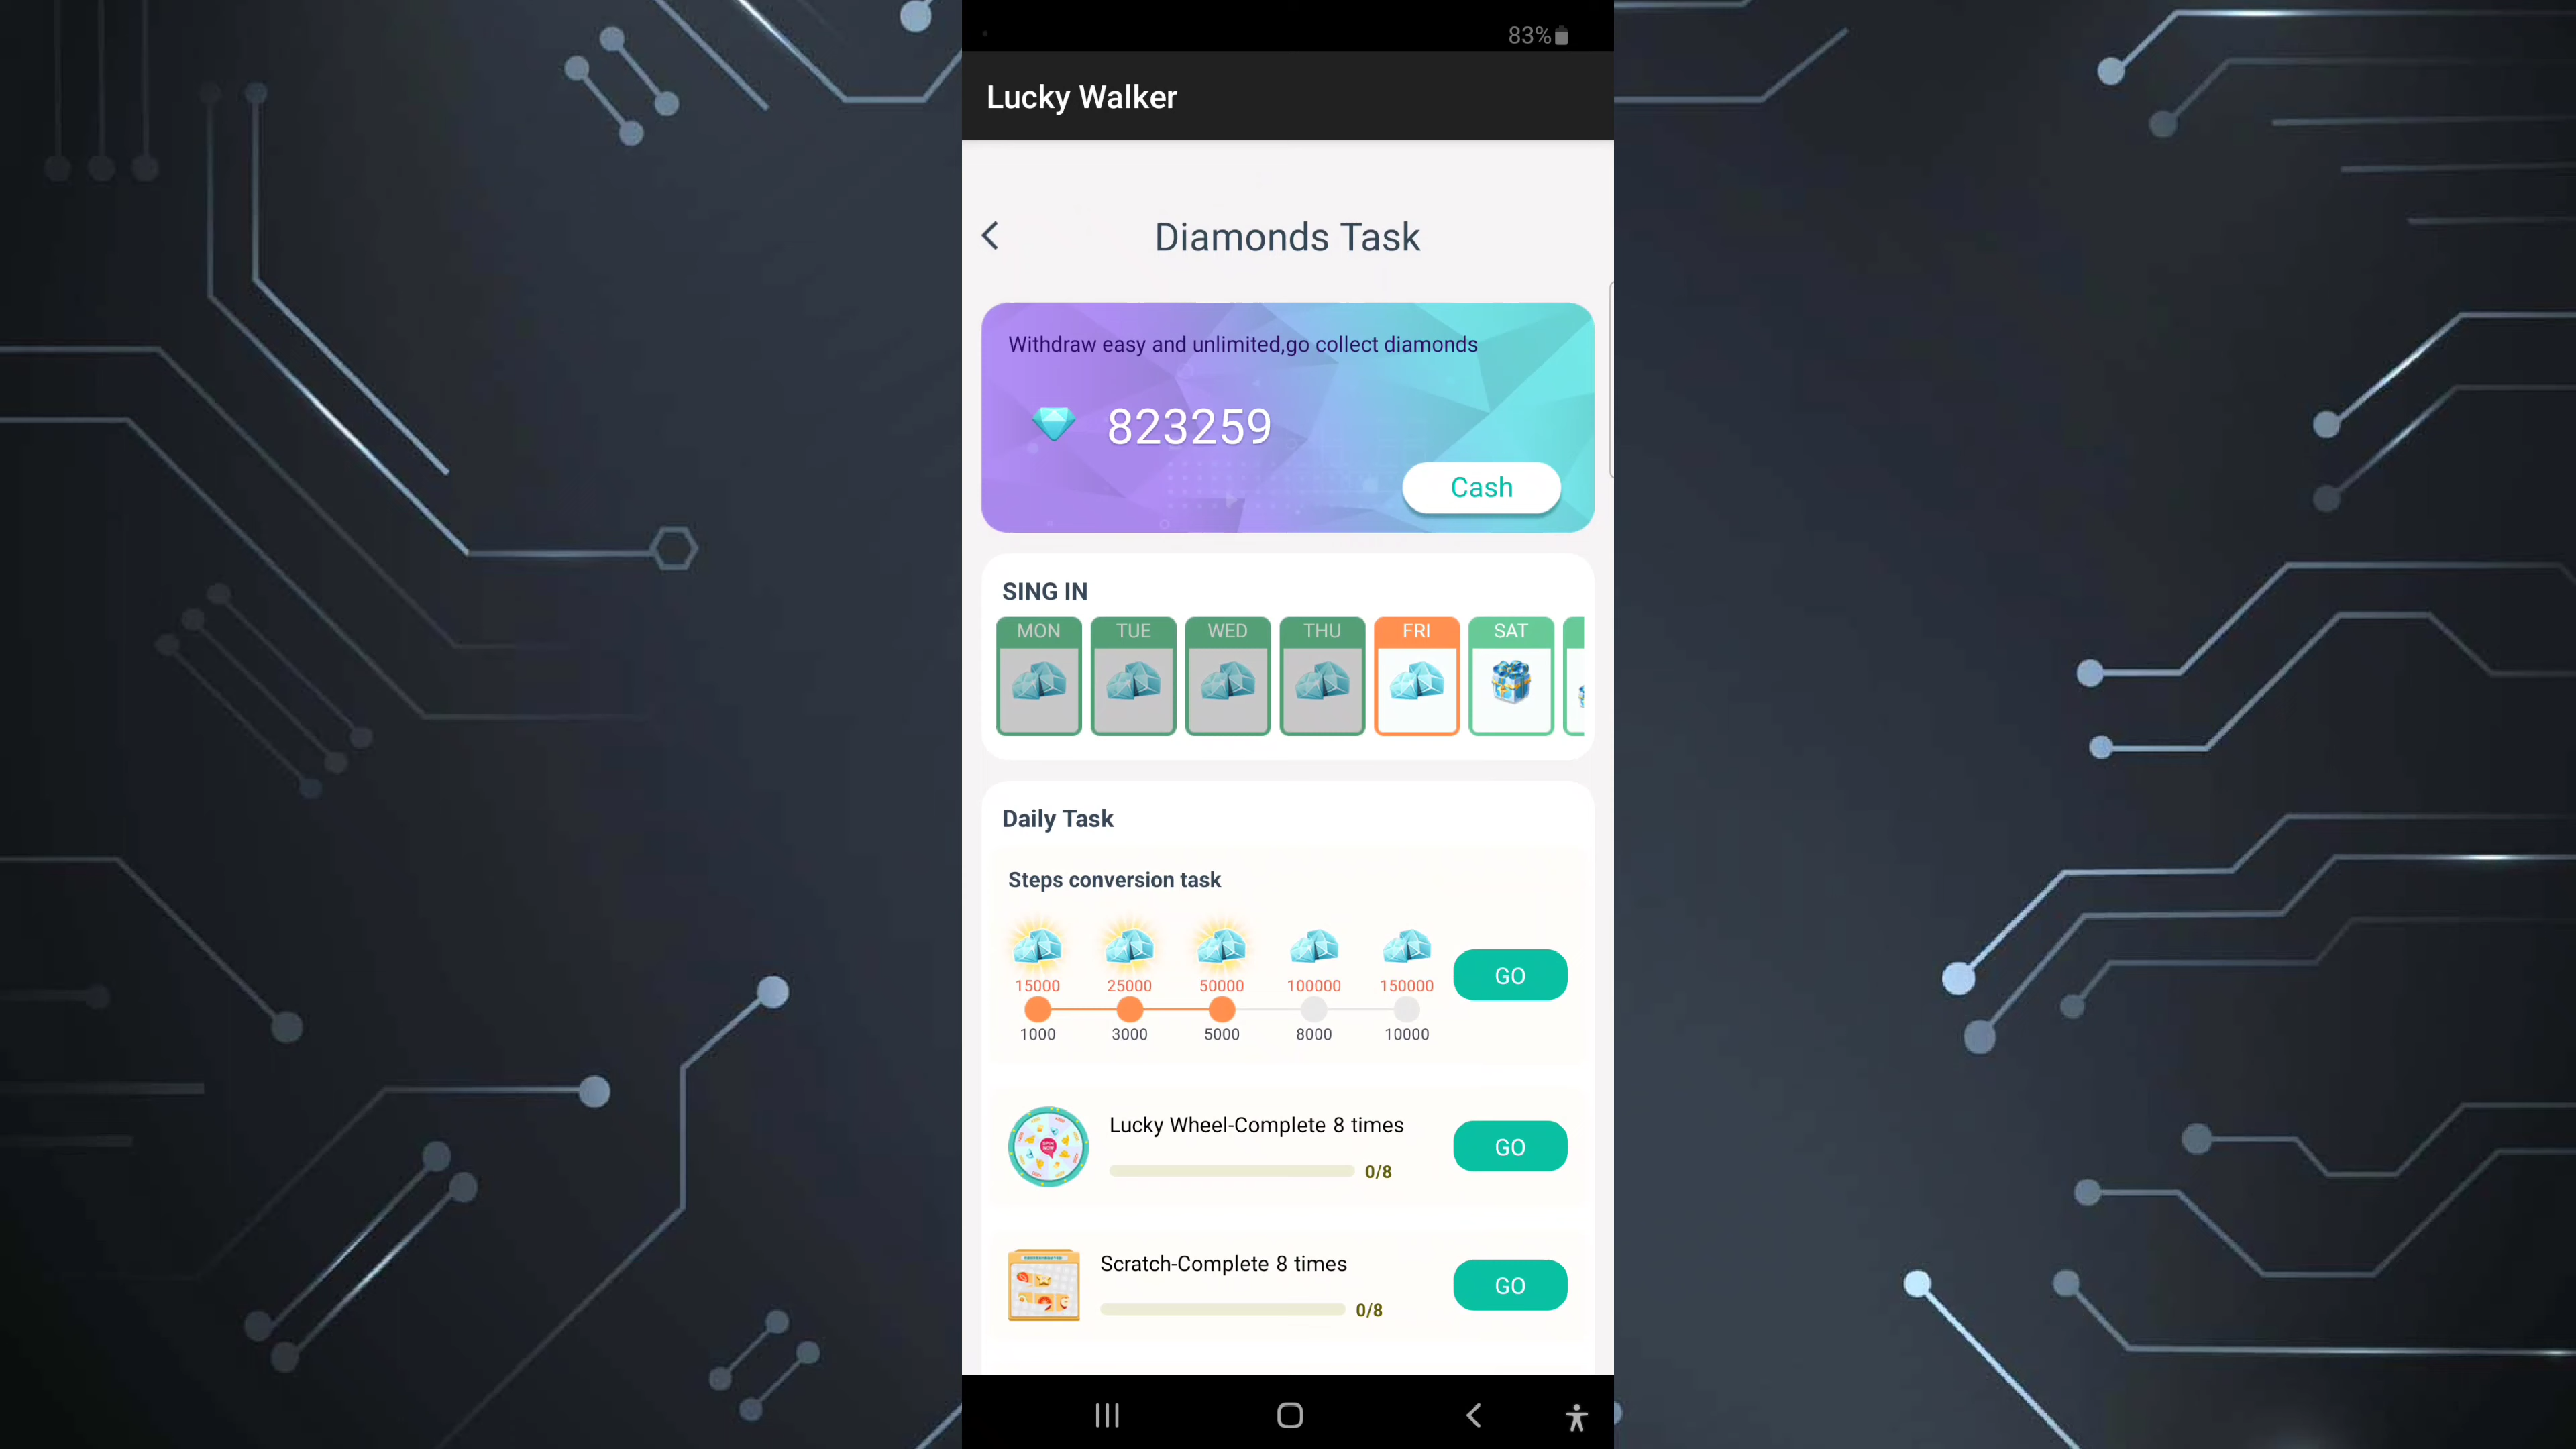 83%
Lucky Walker
Diamonds Task
Withdraw easy and unlimited,go collect diamonds
823259
Cash
SING IN
MON TUE WED THU FRI SAT
Daily Task
Steps conversion task
15000 25000 50000 100000 150000
GO
1000 3000 5000 8000 10000
Lucky Wheel-Complete 8 times
0/8
GO
Scratch-Complete 8 times
0/8
GO